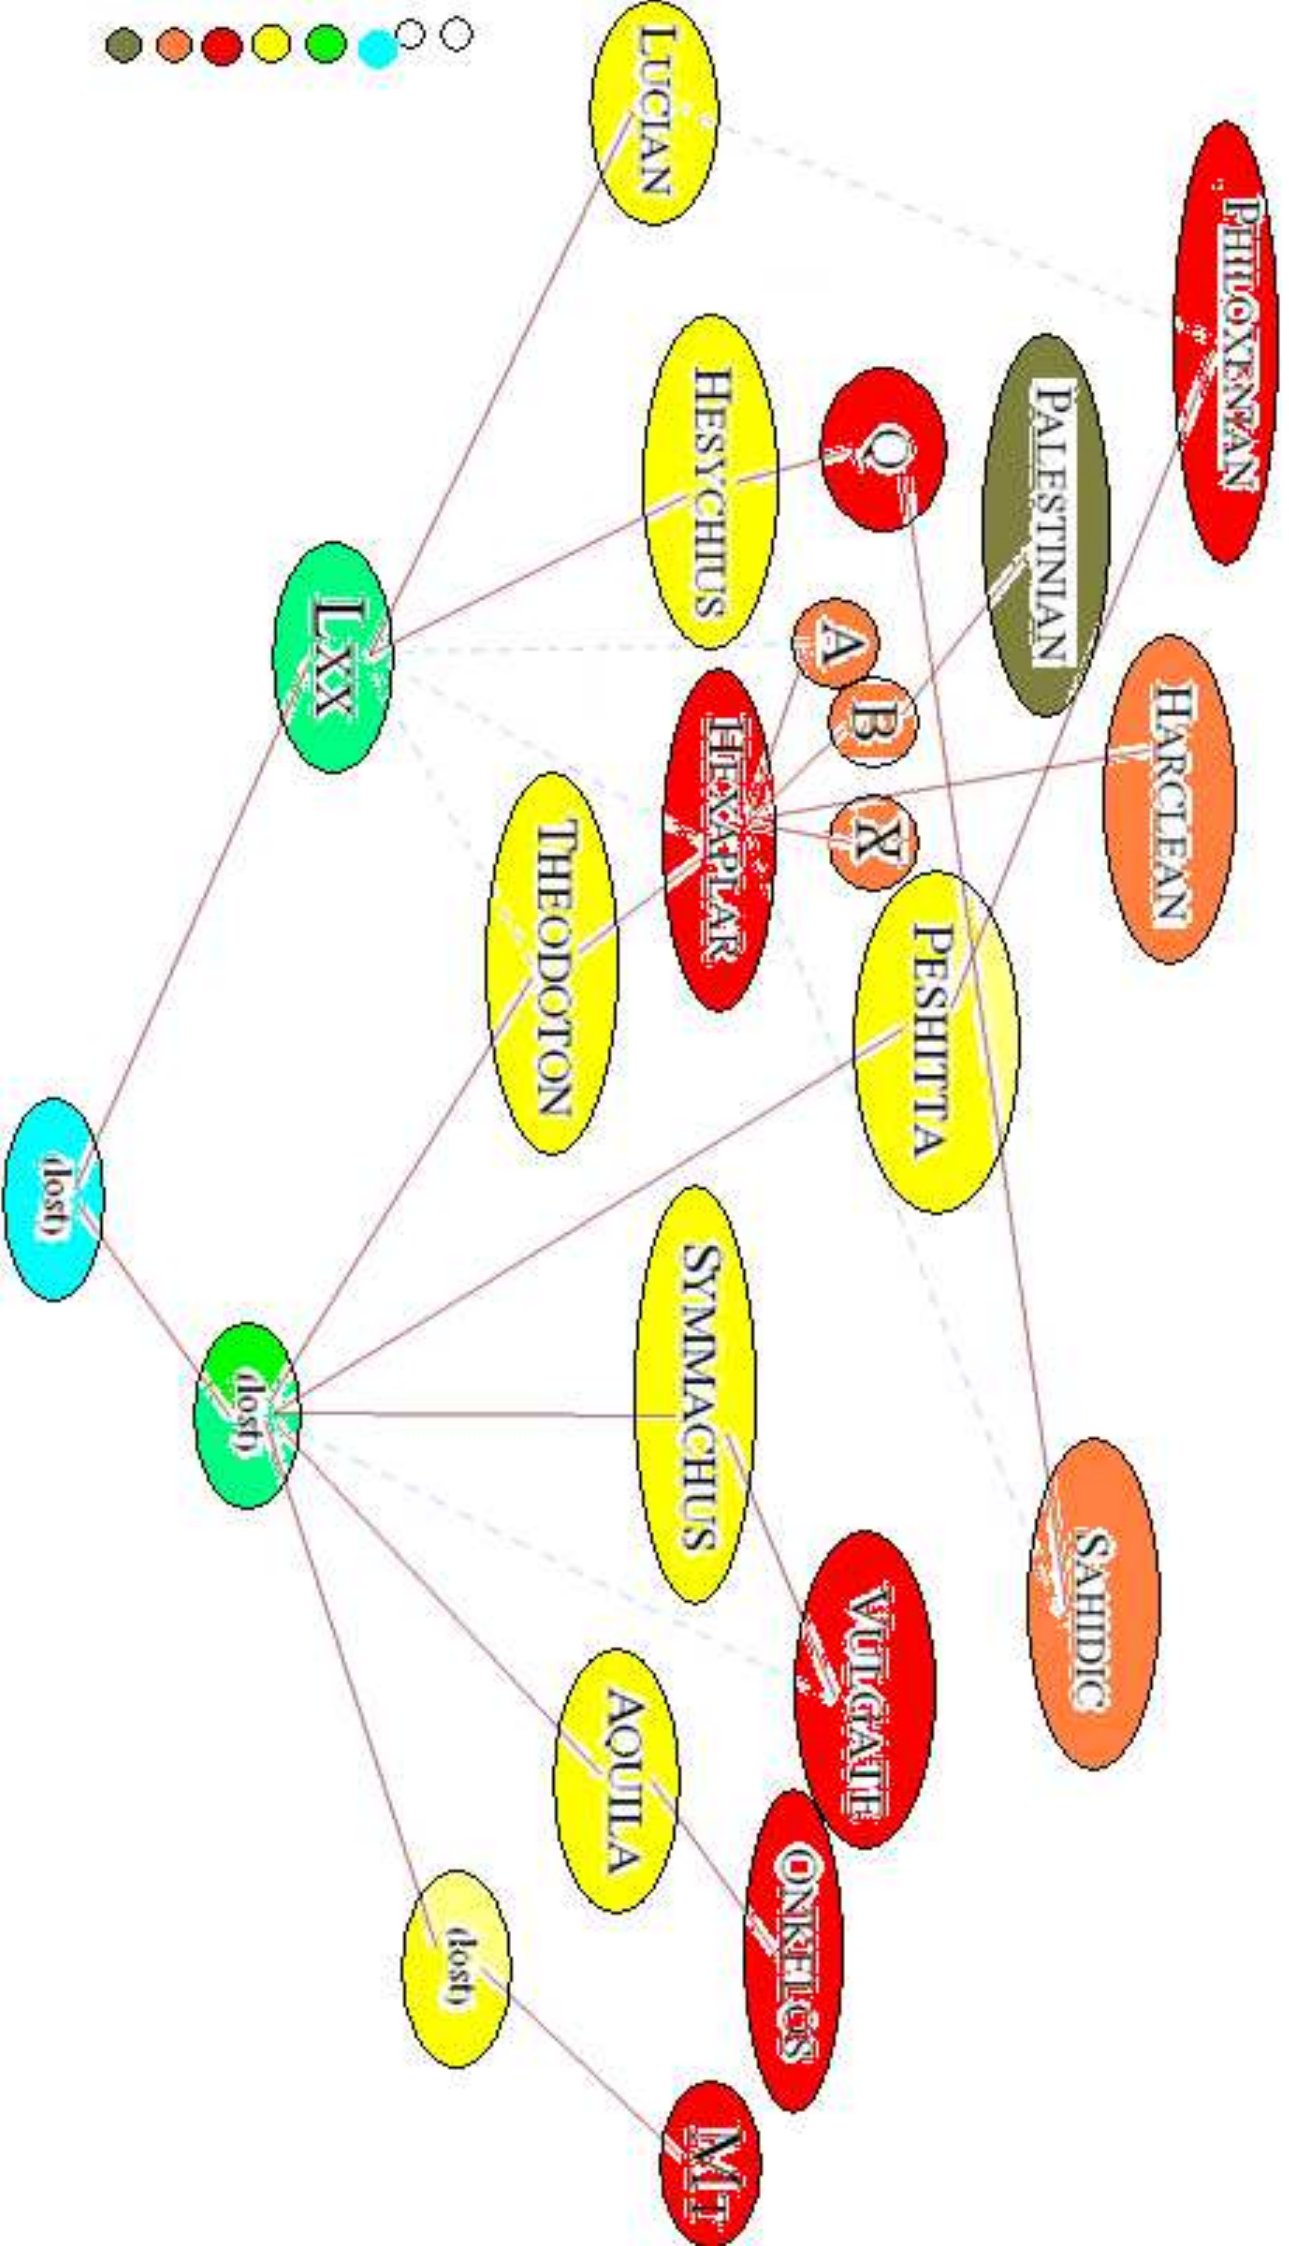 PHILOXENIAN
HARCLEAN
SAHIDIC
PALESTINIAN
PESHITTA
Q
B
א
VULGATE
A
ONKELOS
HESYCHIUS
HEXAPLAR
SYMMACHUS
MT
LUCIAN
AQUILA
THEODOTON
(lost)
LXX
(lost)
(lost)